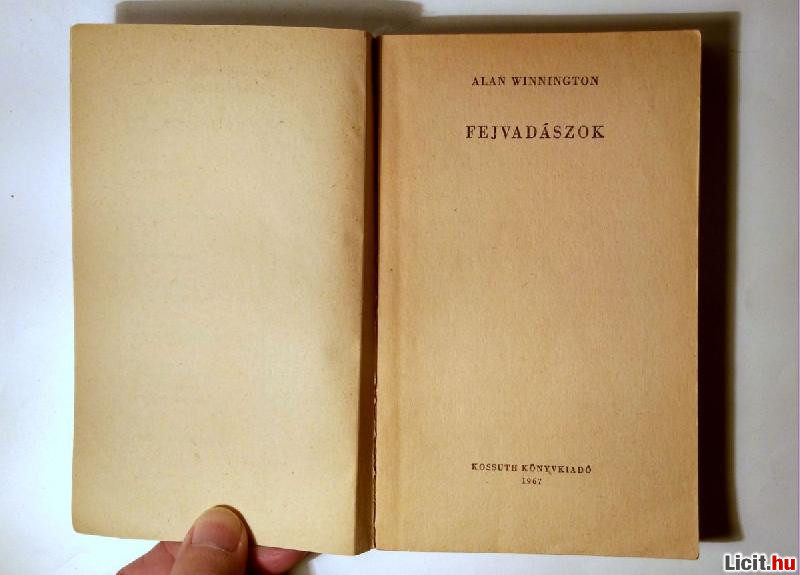 ALAN WINNINGTON
FEJVADÁSZOK
KOSSUTH KÖNYVKIADÓ
1967
Licit.hu